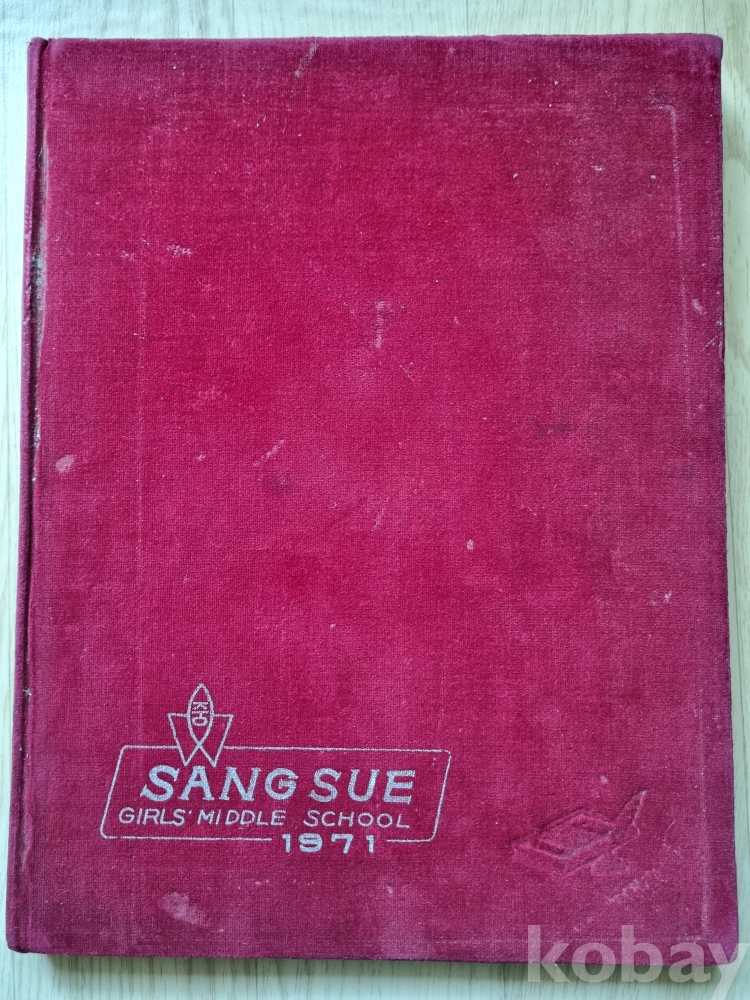 SANG SUE
GIRLS' MIDDLE SCHOOL
1971
kobay